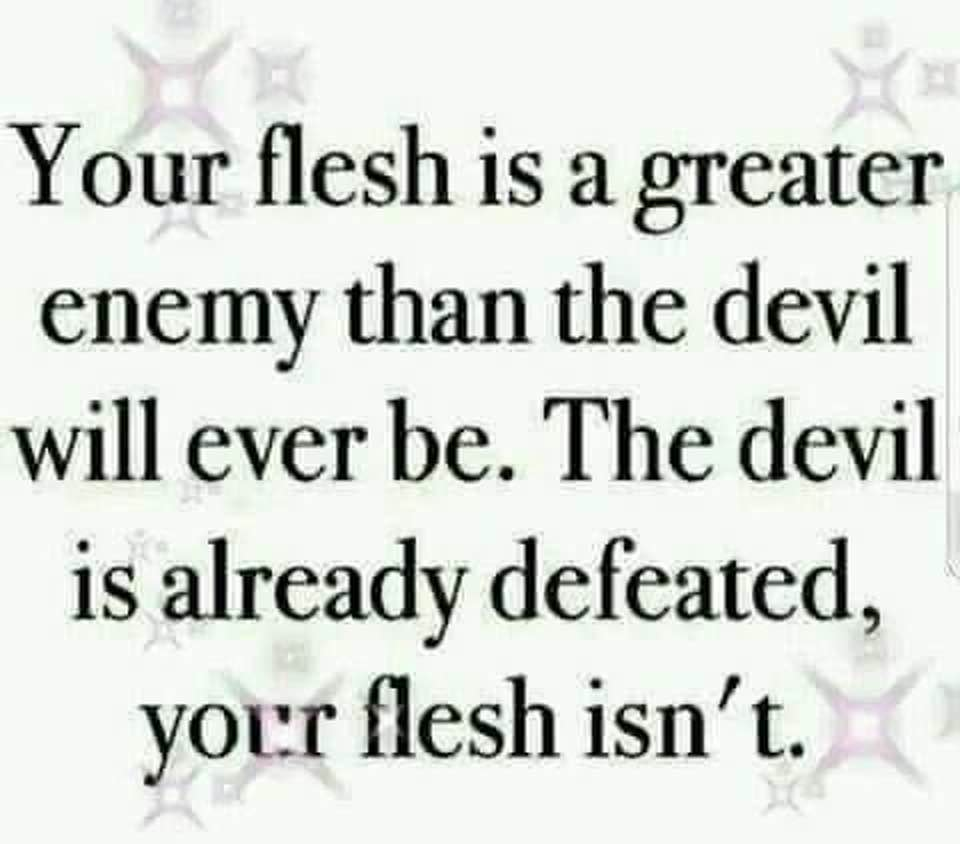 Your flesh is a greater
enemy than the devil
will ever be. The devil
is already defeated,
your flesh isn't.